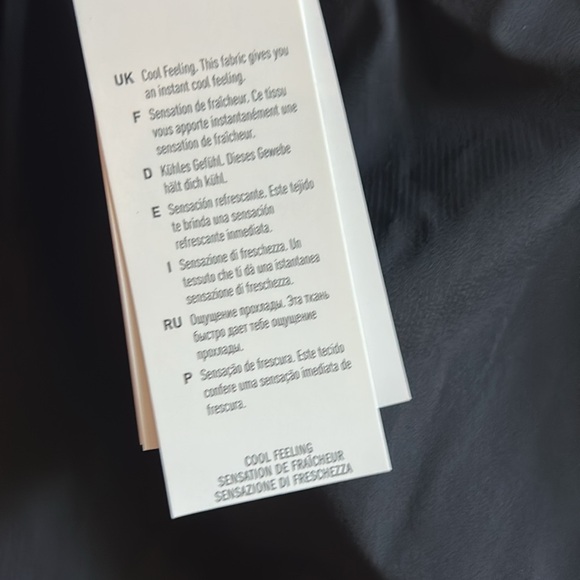 UK Cool Feeling. This fabric gives you
an instant cool feeling.
F Sensation de fraîcheur. Ce tissu
vous apporte instantanément une
sensation de fraîcheur.
D Kühles Gefühl. Dieses Gewebe
hält dich kühl.
E Sensación refrescante. Este tejido
te brinda una sensación
refrescante inmediata.
I Sensazione di freschezza. Un
tessuto che ti dà una istantanea
sensazione di freschezza.
RU Ощущение прохлады. Эта ткань
быстро дает тебе ощущение
прохлады.
P Sensação de frescura. Este tecido
confere uma sensação imediata de
frescura.
COOL FEELING
SENSATION DE FRAÎCHEUR
SENSAZIONE DI FRESCHEZZA